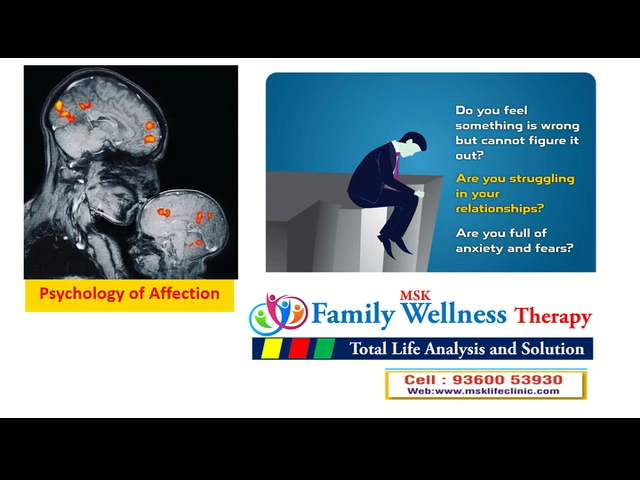 Psychology of Affection
Do you feel
something is wrong
but cannot figure it
out?
Are you struggling
in your
relationships?
Are you full of
anxiety and fears?
MSK
Family Wellness Therapy
Total Life Analysis and Solution
Cell : 93600 53930
Web:www.msklifeclinic.com